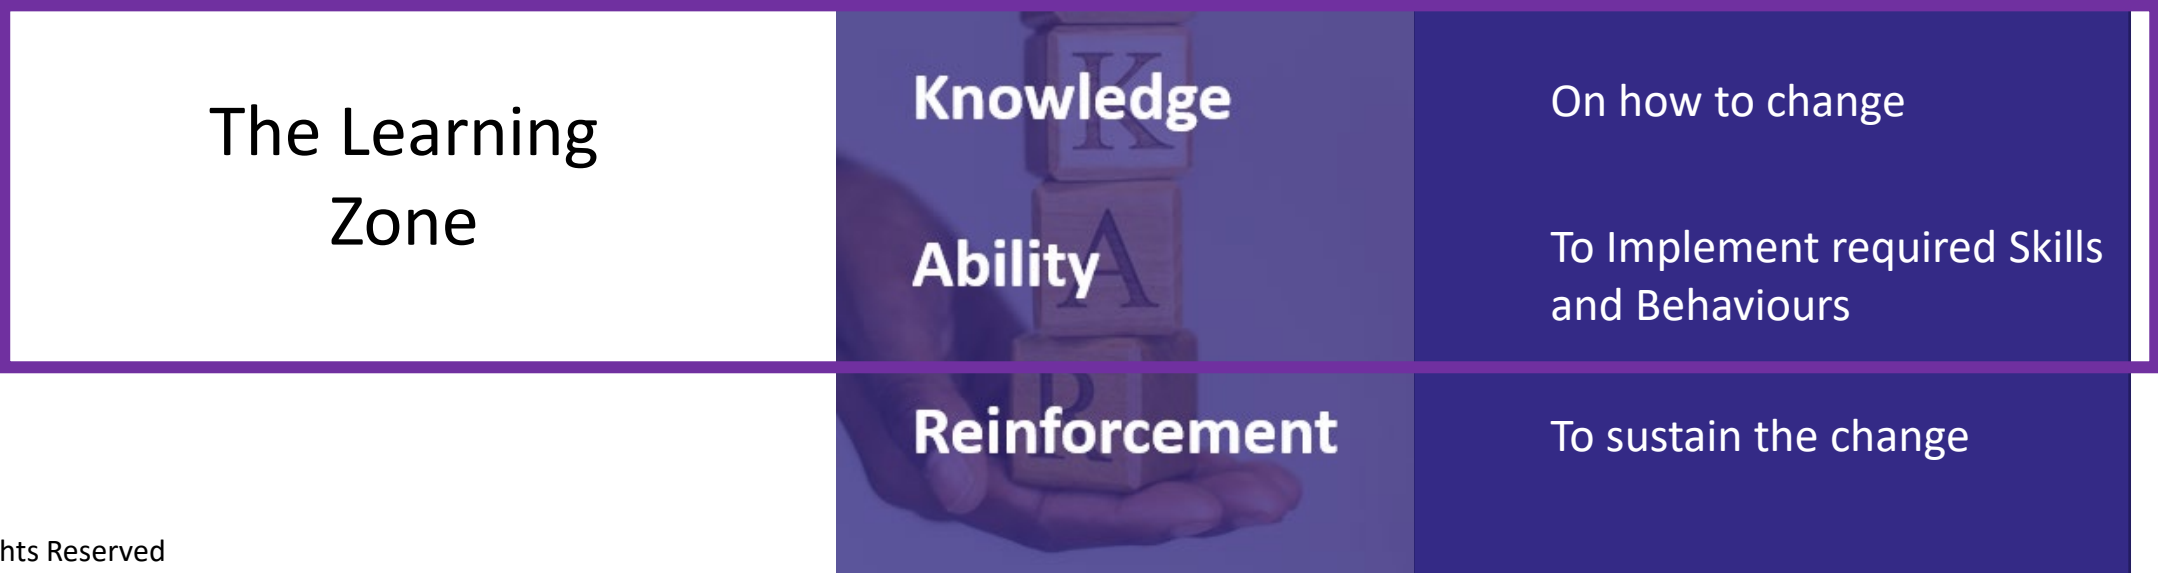 The Learning
Zone
Knowledge
On how to change
Ability
To Implement required Skills
and Behaviours
Reinforcement
To sustain the change
K
A
R
hts Reserved